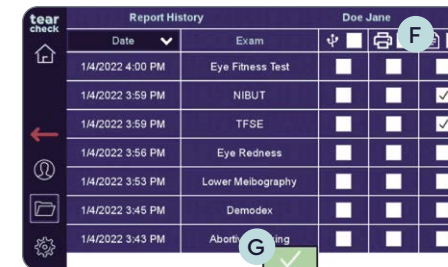 tear
check
Report History Doe Jane
Date Exam F
1/4/2022 4:00 PM Eye Fitness Test
1/4/2022 3:59 PM NIBUT
1/4/2022 3:59 PM TFSE
1/4/2022 3:56 PM Eye Redness
1/4/2022 3:53 PM Lower Meibography
1/4/2022 3:45 PM Demodex
1/4/2022 3:43 PM
G